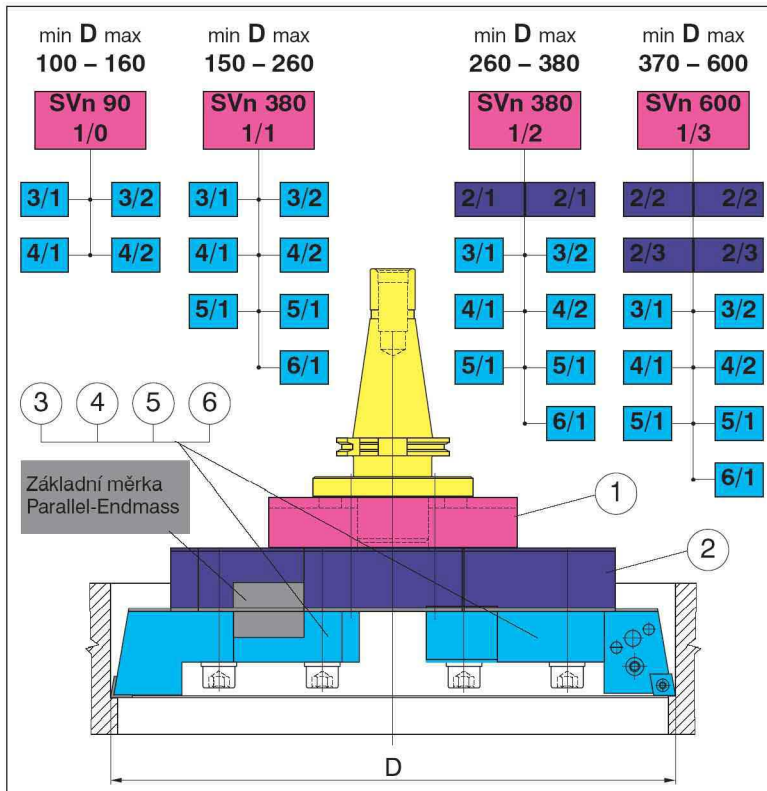 min D max
100 – 160
min D max
150 – 260
min D max
260 – 380
min D max
370 – 600
SVn 90
1/0
SVn 380
1/1
SVn 380
1/2
SVn 600
1/3
3/1 3/2
3/1 3/2
2/1 2/1
2/2 2/2
4/1 4/2
4/1 4/2
3/1 3/2
2/3 2/3
5/1 5/1
4/1 4/2
3/1 3/2
6/1
5/1 5/1
4/1 4/2
6/1
5/1 5/1
6/1
3 4 5 6
Základní měrka
Parallel-Endmass
1
2
D